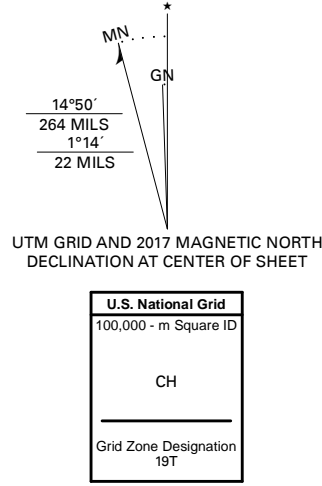 ★
MN
GN
14°50´
264 MILS
1°14´
22 MILS
UTM GRID AND 2017 MAGNETIC NORTH
DECLINATION AT CENTER OF SHEET
U.S. National Grid
100,000 - m Square ID
CH
Grid Zone Designation
19T